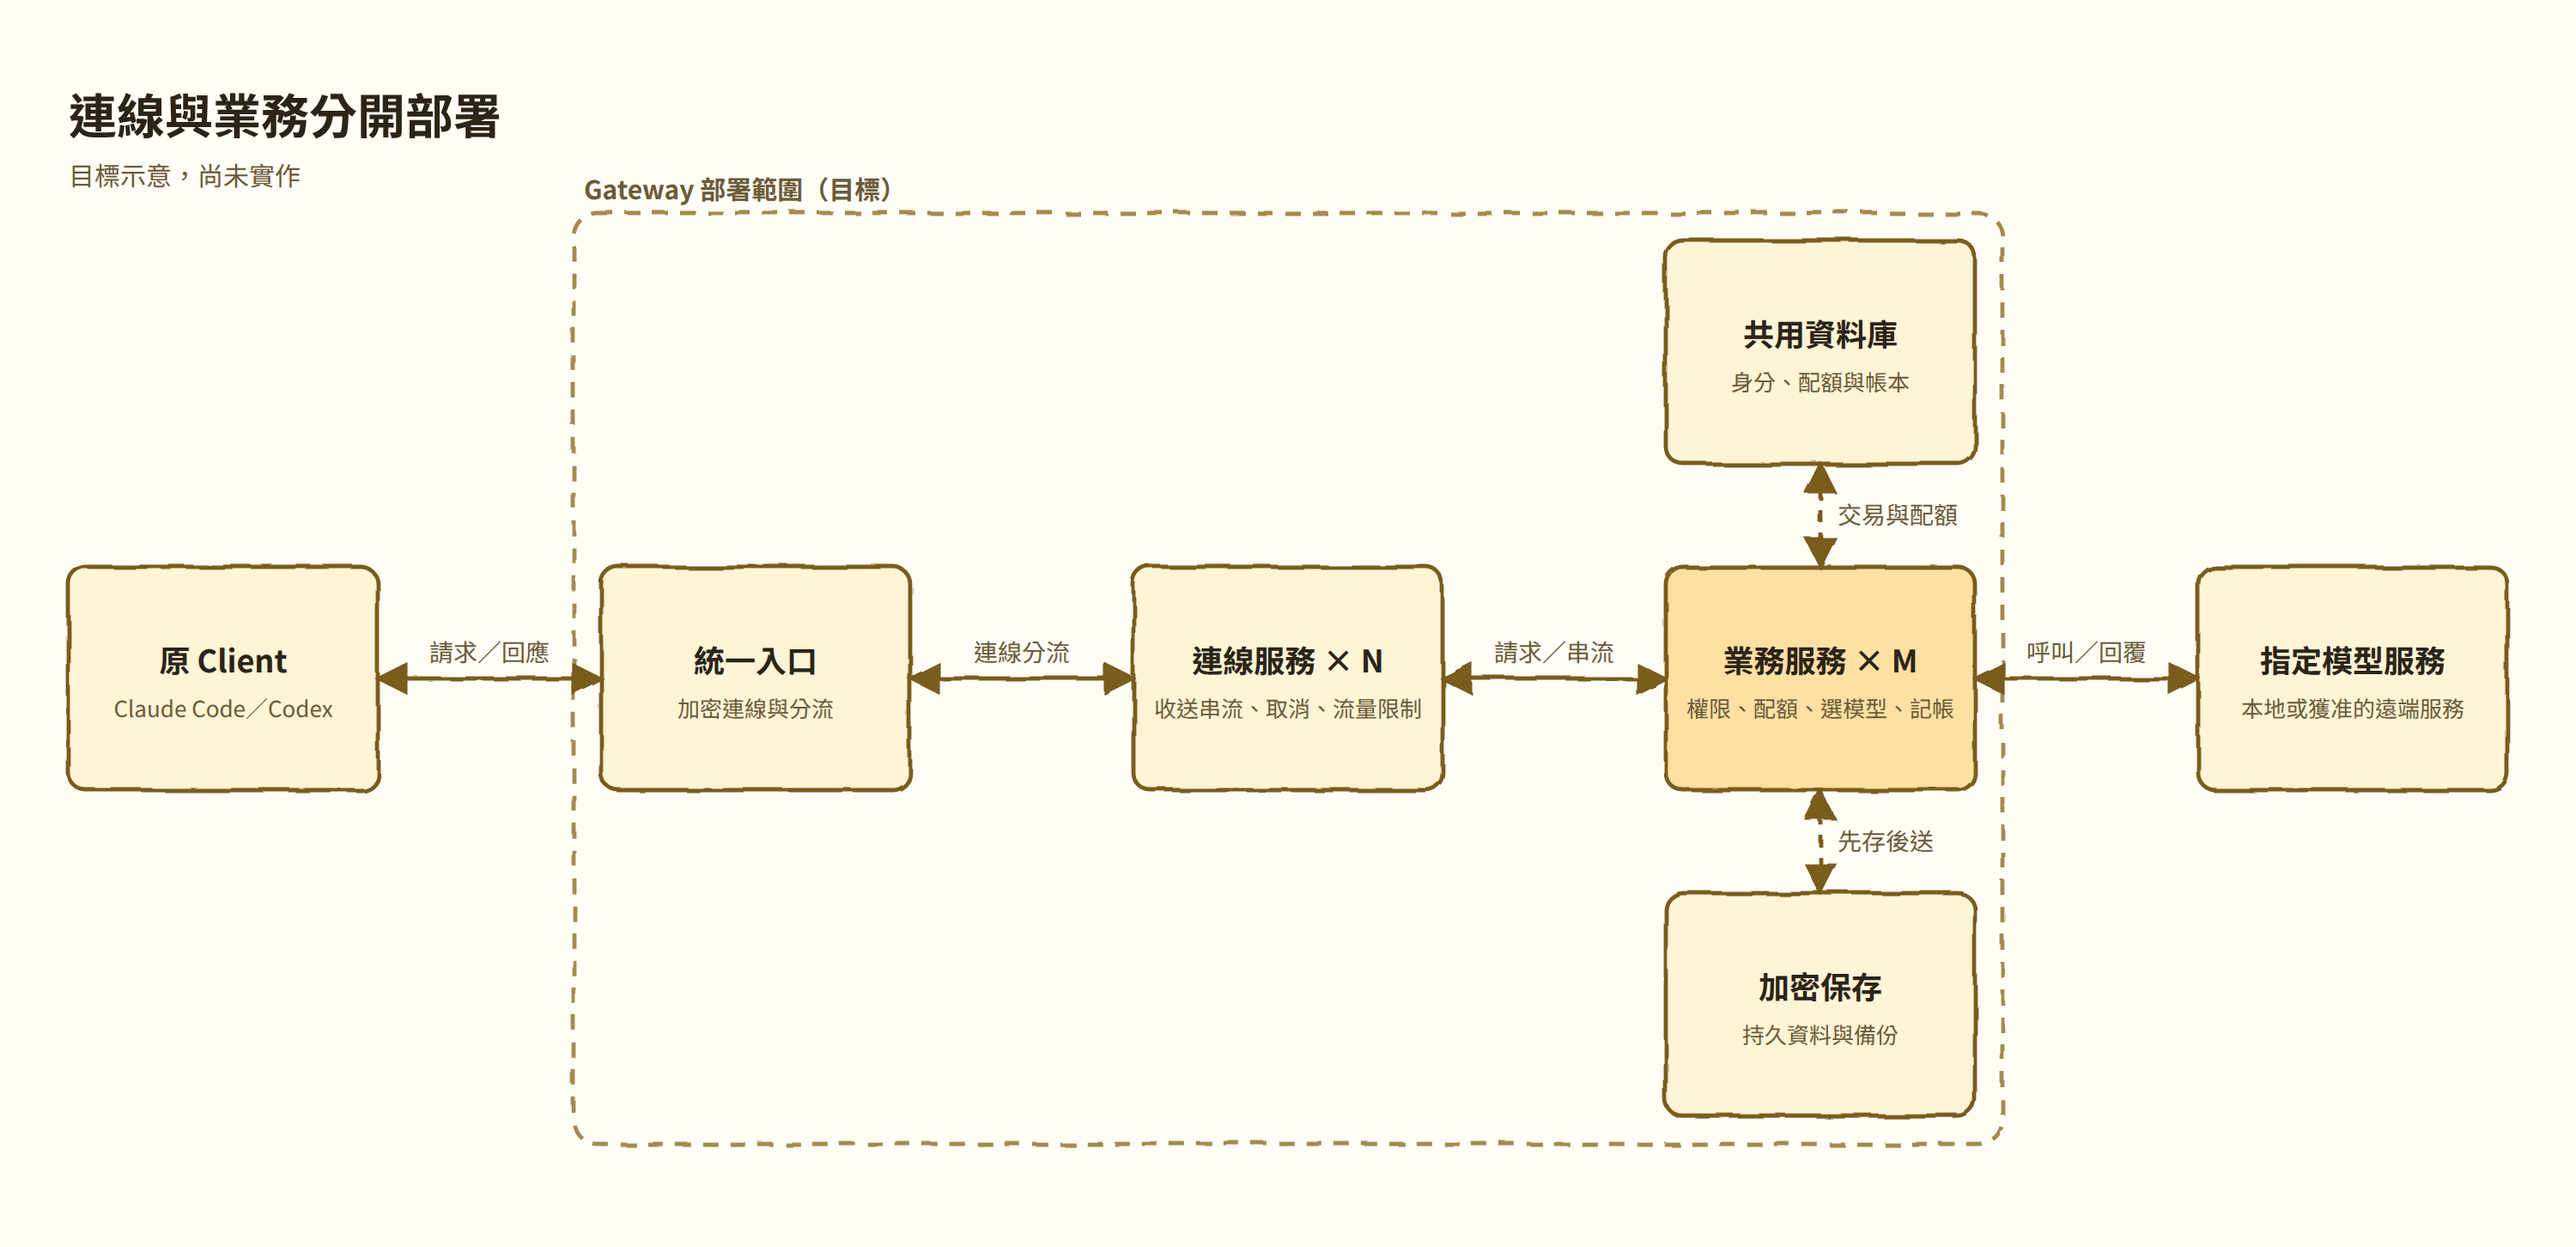 連線與業務分開部署
目標示意，尚未實作
Gateway 部署範圍（目標）
共用資料庫
身分、配額與帳本
交易與配額
原 Client
Claude Code／Codex
請求／回應
統一入口
加密連線與分流
連線分流
連線服務 × N
收送串流、取消、流量限制
請求／串流
業務服務 × M
權限、配額、選模型、記帳
呼叫／回覆
指定模型服務
本地或獲准的遠端服務
先存後送
加密保存
持久資料與備份